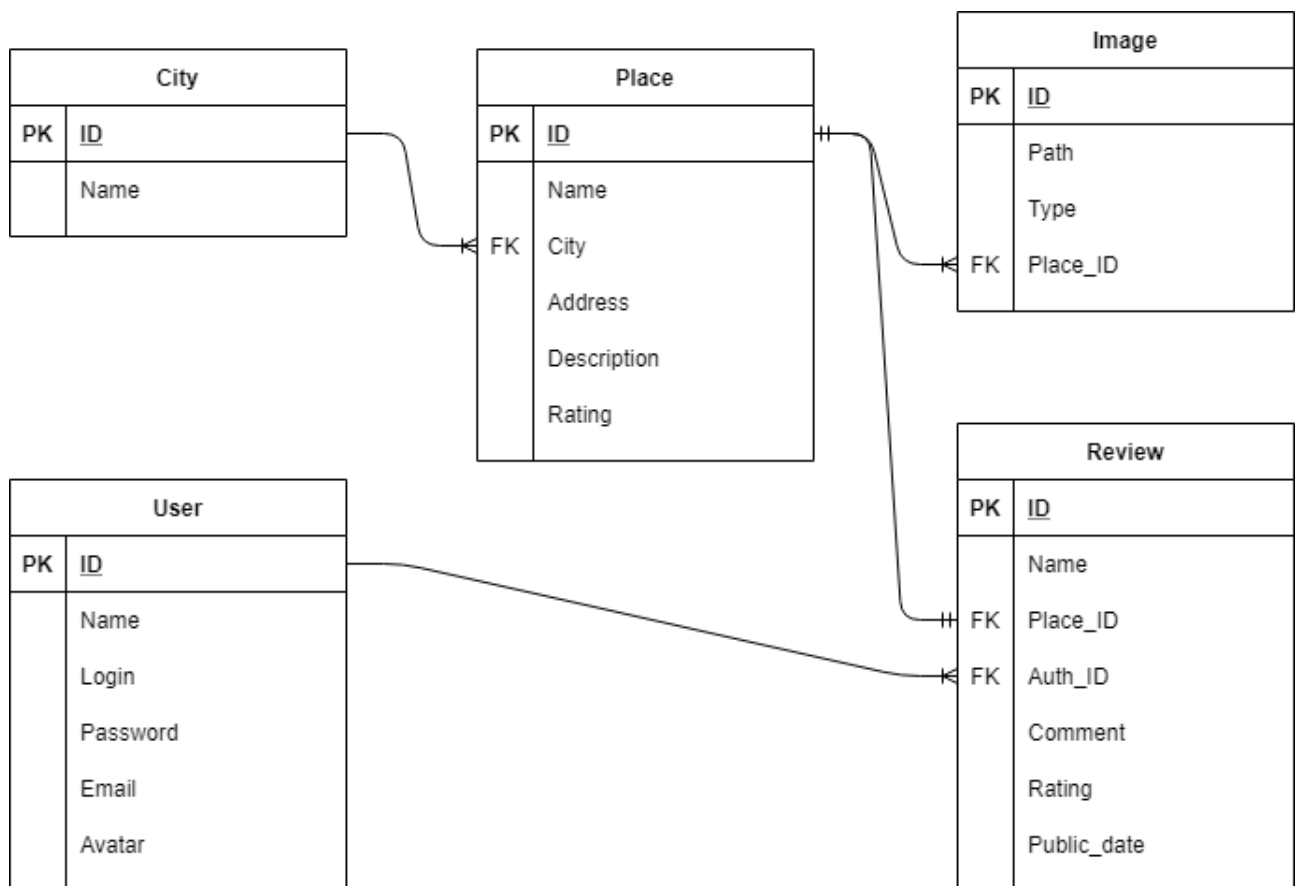 City
PK ID
Name
Place
PK ID
Name
FK City
Address
Description
Rating
Image
PK ID
Path
Type
FK Place_ID
User
PK ID
Name
Login
Password
Email
Avatar
Review
PK ID
Name
FK Place_ID
FK Auth_ID
Comment
Rating
Public_date